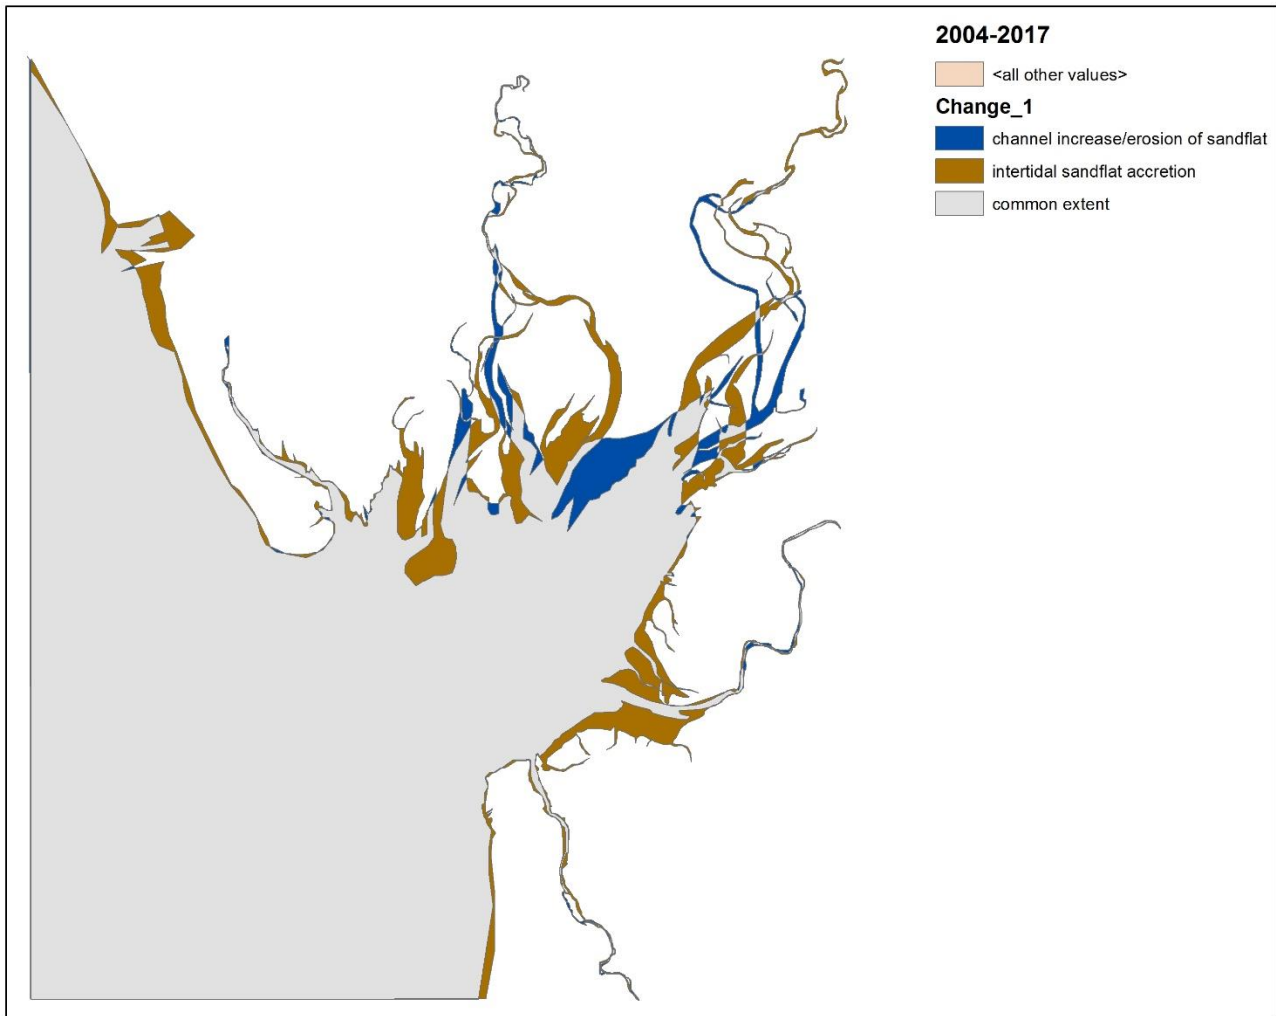 2004-2017
<all other values>
Change_1
channel increase/erosion of sandflat
intertidal sandflat accretion
common extent